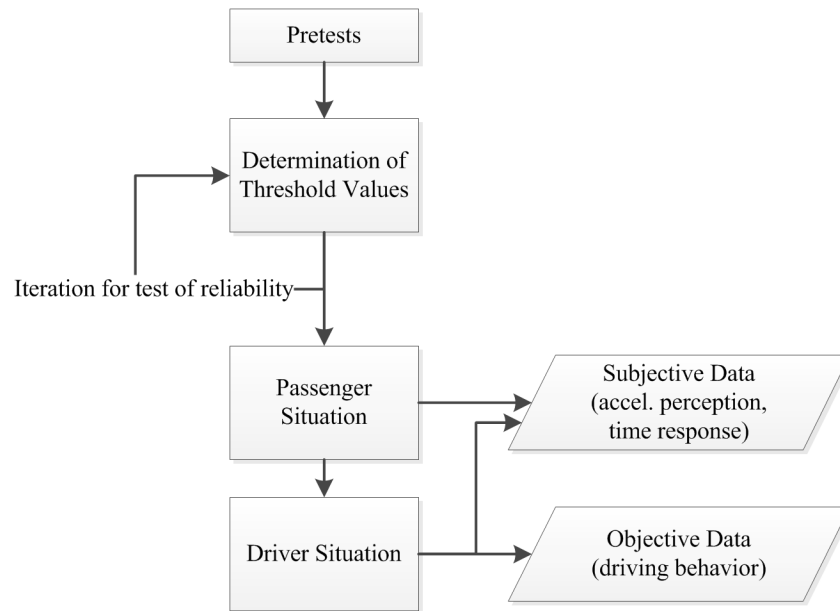 Pretests
Determination of
Threshold Values
Iteration for test of reliability
Passenger
Situation
Subjective Data
(accel. perception,
time response)
Driver Situation
Objective Data
(driving behavior)